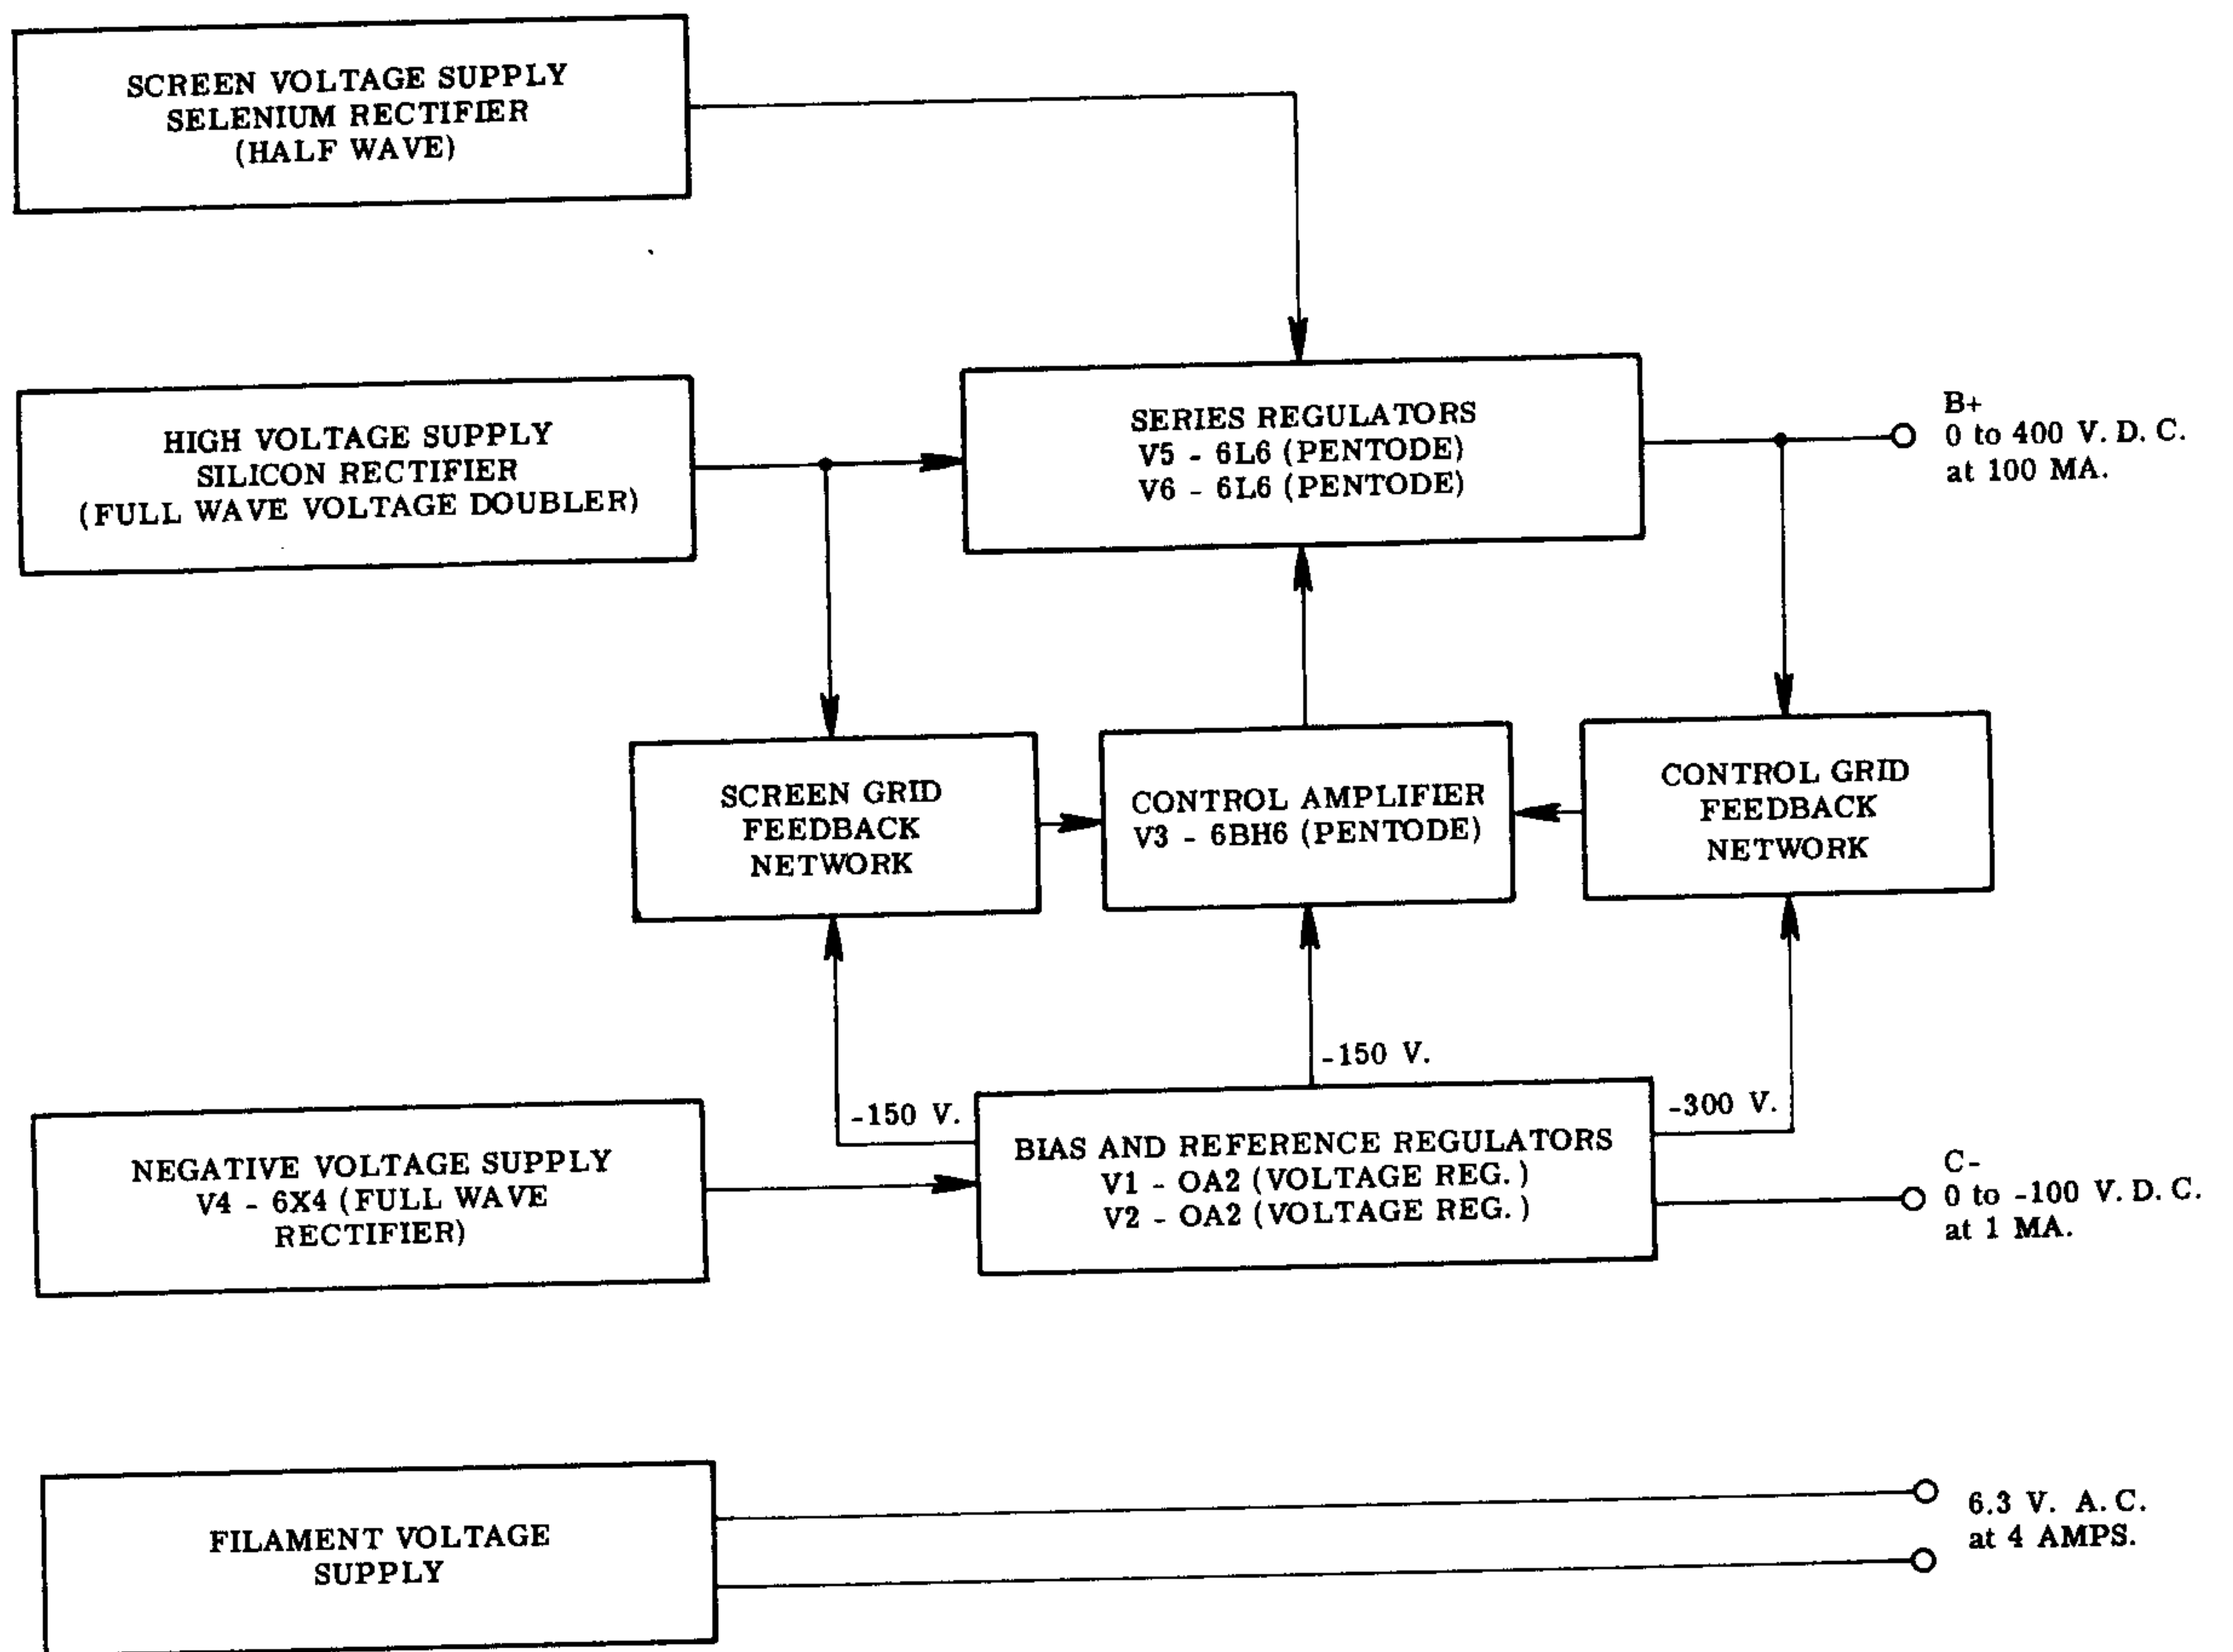 SCREEN VOLTAGE SUPPLY
SELENIUM RECTIFIER
(HALF WAVE)
HIGH VOLTAGE SUPPLY
SILICON RECTIFIER
(FULL WAVE VOLTAGE DOUBLER)
SERIES REGULATORS
V5 - 6L6 (PENTODE)
V6 - 6L6 (PENTODE)
B+
0 to 400 V. D. C.
at 100 MA.
SCREEN GRID
FEEDBACK
NETWORK
CONTROL AMPLIFIER
V3 - 6BH6 (PENTODE)
CONTROL GRID
FEEDBACK
NETWORK
-150 V.
-150 V.
-300 V.
NEGATIVE VOLTAGE SUPPLY
V4 - 6X4 (FULL WAVE
RECTIFIER)
BIAS AND REFERENCE REGULATORS
V1 - OA2 (VOLTAGE REG. )
V2 - OA2 (VOLTAGE REG. )
C-
0 to -100 V. D. C.
at 1 MA.
FILAMENT VOLTAGE
SUPPLY
6.3 V. A. C.
at 4 AMPS.